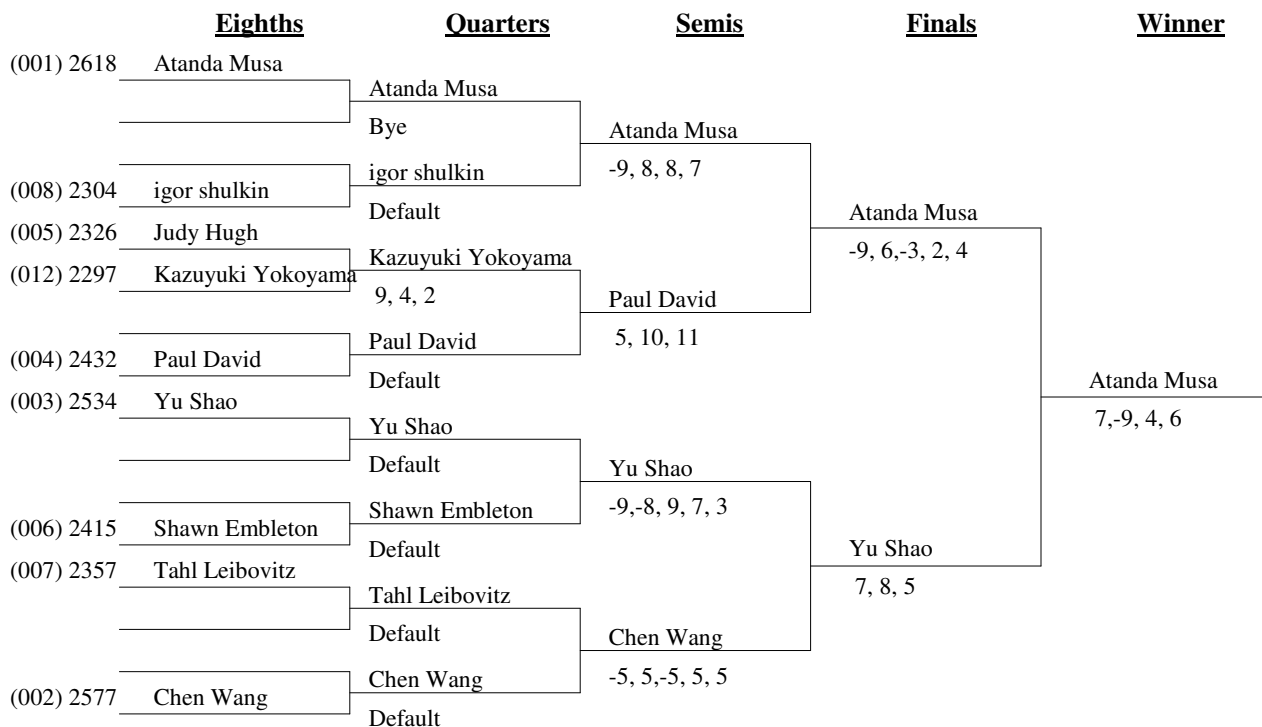 Eighths Quarters Semis Finals Winner
(001) 2618 Atanda Musa
Atanda Musa
Bye
Atanda Musa
-9, 8, 8, 7
igor shulkin
(008) 2304 igor shulkin
Default
Atanda Musa
-9, 6,-3, 2, 4
(005) 2326 Judy Hugh
Kazuyuki Yokoyama
(012) 2297 Kazuyuki Yokoyama
9, 4, 2
Paul David
5, 10, 11
Paul David
(004) 2432 Paul David
Default
Atanda Musa
7,-9, 4, 6
(003) 2534 Yu Shao
Yu Shao
Default
Yu Shao
-9,-8, 9, 7, 3
Shawn Embleton
(006) 2415 Shawn Embleton
Default
Yu Shao
7, 8, 5
(007) 2357 Tahl Leibovitz
Tahl Leibovitz
Default
Chen Wang
-5, 5,-5, 5, 5
Chen Wang
(002) 2577 Chen Wang
Default